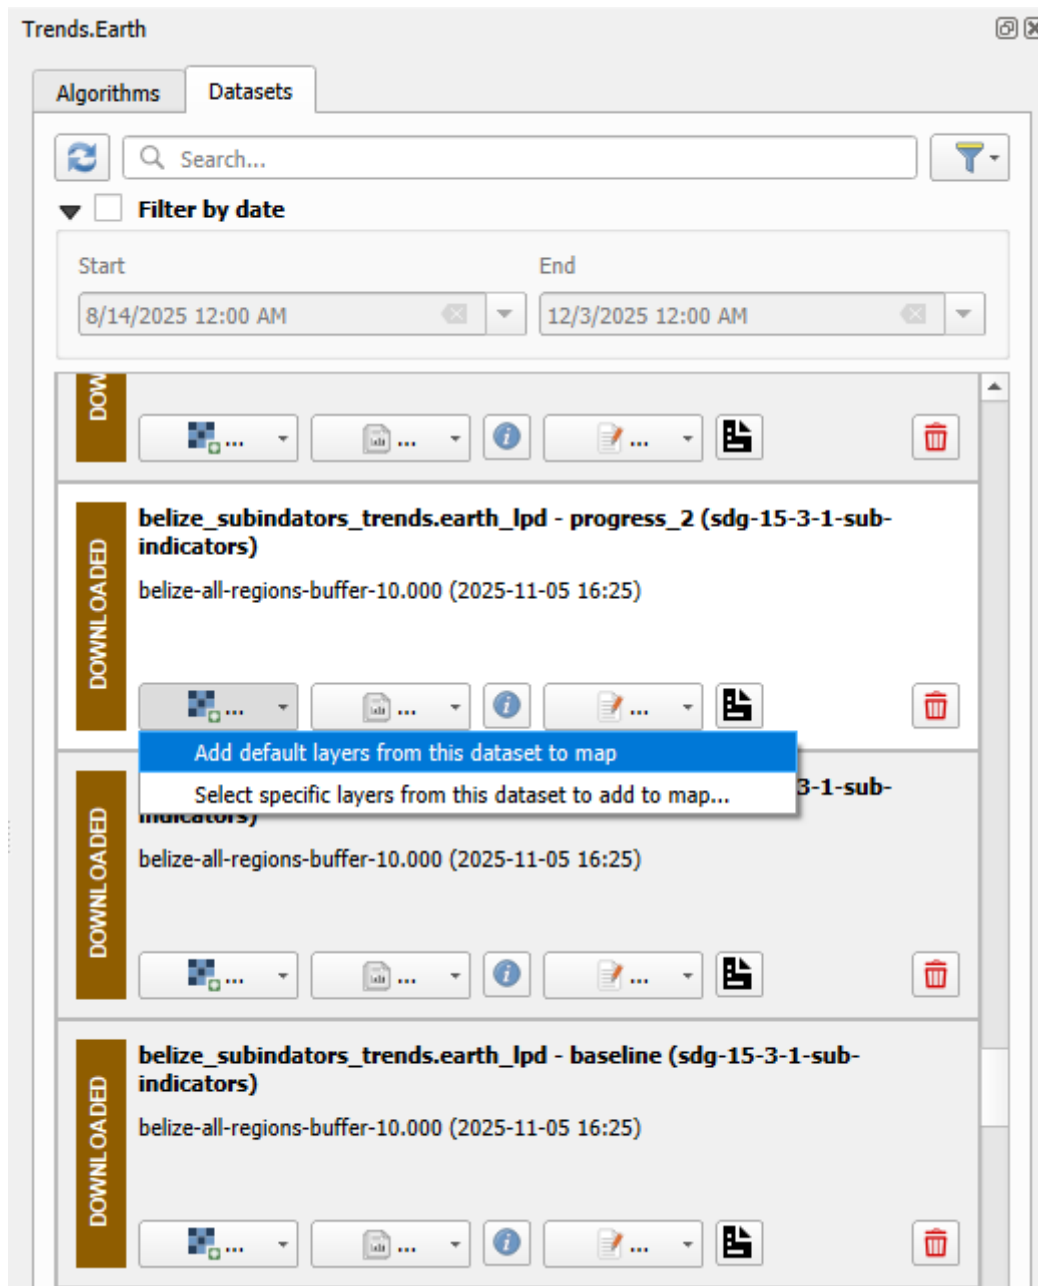 Trends.Earth
Algorithms
Datasets
Search...
Filter by date
Start
End
8/14/2025 12:00 AM
12/3/2025 12:00 AM
...
...
...
belize_subindators_trends.earth_lpd - progress_2 (sdg-15-3-1-sub-
indicators)
belize-all-regions-buffer-10.000 (2025-11-05 16:25)
DOWNLOADED
...
...
...
Add default layers from this dataset to map
Select specific layers from this dataset to add to map...
3-1-sub-
indicators)
belize-all-regions-buffer-10.000 (2025-11-05 16:25)
DOWNLOADED
...
...
...
belize_subindators_trends.earth_lpd - baseline (sdg-15-3-1-sub-
indicators)
belize-all-regions-buffer-10.000 (2025-11-05 16:25)
DOWNLOADED
...
...
...